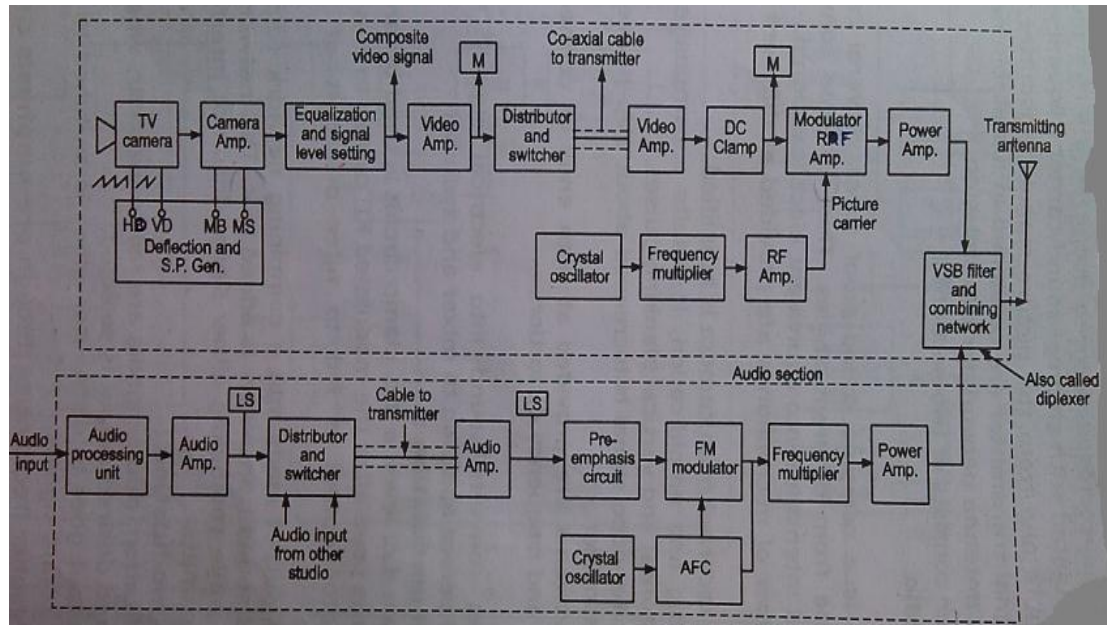 Composite
video signal
M
Co-axial cable
to transmitter
M
TV
camera
Camera
Amp.
Equalization
and signal
level setting
Video
Amp.
Distributor
and
switcher
Video
Amp.
DC
Clamp
Modulator
RF
Amp.
Power
Amp.
Transmitting
antenna
HD VD MB MS
Deflection and
S.P. Gen.
Picture
carrier
Crystal
oscillator
Frequency
multiplier
RF
Amp.
VSB filter
and
combining
network
Audio section
Also called
diplexer
Audio
input
Audio
processing
unit
Audio
Amp.
LS
Distributor
and
switcher
Cable to
transmitter
Audio
Amp.
LS
Pre-
emphasis
circuit
FM
modulator
Frequency
multiplier
Power
Amp.
Audio input
from other
studio
Crystal
oscillator
AFC